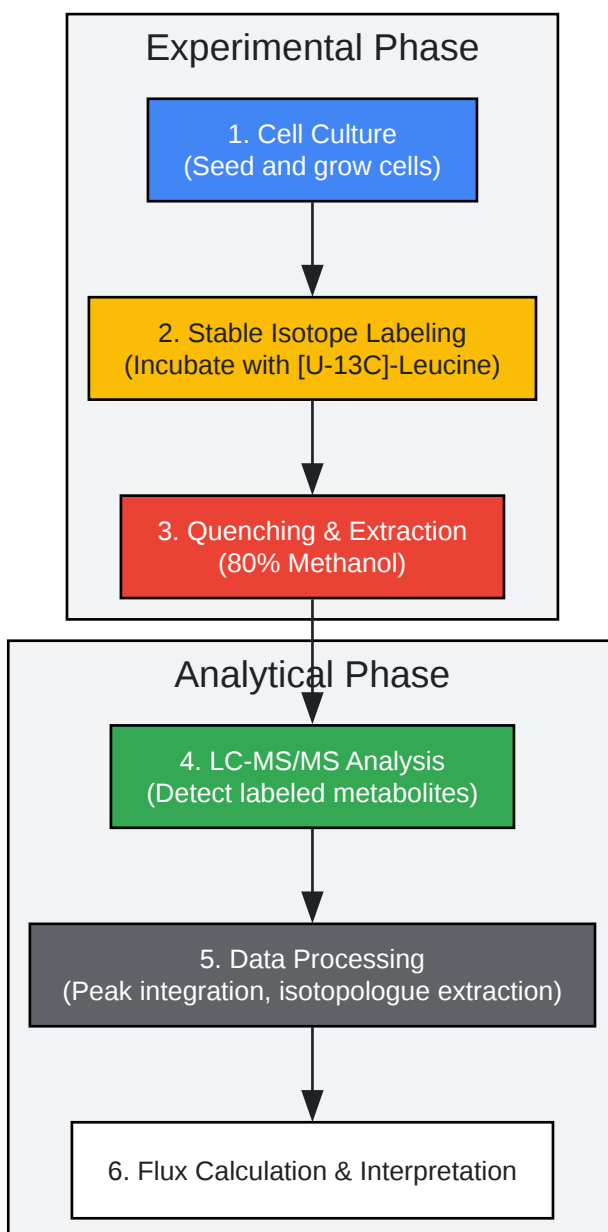 Experimental Phase
1. Cell Culture
(Seed and grow cells)
2. Stable Isotope Labeling
(Incubate with [U-13C]-Leucine)
3. Quenching & Extraction
(80% Methanol)
Analytical Phase
4. LC-MS/MS Analysis
(Detect labeled metabolites)
5. Data Processing
(Peak integration, isotopologue extraction)
6. Flux Calculation & Interpretation